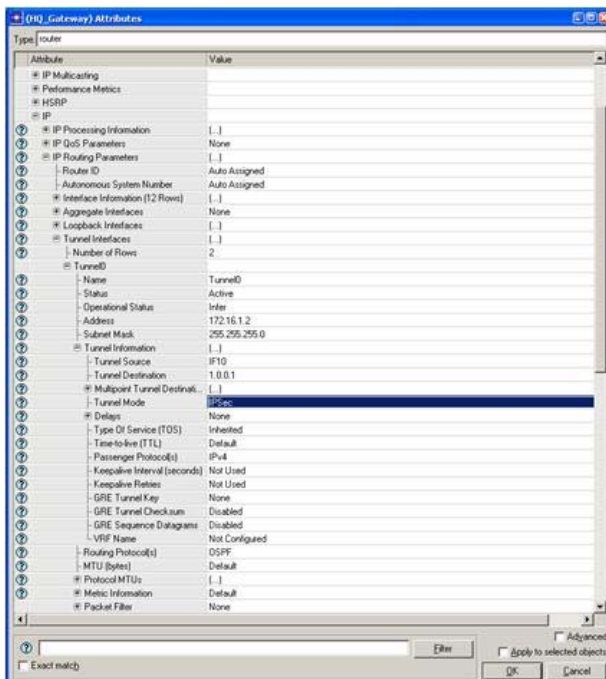 (HQ_Gateway) Attributes
Type: router
Attribute Value
IP Multicasting
Performance Metrics
HSRP
IP
IP Processing Information (...)
IP QoS Parameters None
IP Routing Parameters (...)
Router ID Auto Assigned
Autonomous System Number Auto Assigned
Interface Information (12 Rows) (...)
Aggregate Interfaces None
Loopback Interfaces (...)
Tunnel Interfaces (...)
Number of Rows 2
Tunnel0
Name Tunnel0
Status Active
Operational Status Infer
Address 172.16.1.2
Subnet Mask 255.255.255.0
Tunnel Information (...)
Tunnel Source IF10
Tunnel Destination 1.0.0.1
Multipoint Tunnel Destinati... (...)
Tunnel Mode IPSec
Delays None
Type Of Service (TOS) Inherited
Time-to-live (TTL) Default
Passenger Protocol(s) IPv4
Keepalive Interval (seconds) Not Used
Keepalive Retries Not Used
GRE Tunnel Key None
GRE Tunnel Checksum Disabled
GRE Sequence Datagrams Disabled
VRF Name Not Configured
Routing Protocol(s) OSPF
MTU (bytes) Default
Protocol MTUs (...)
Metric Information Default
Packet Filter None
Advanced
Filter
Apply to selected objects
Exact match
OK Cancel